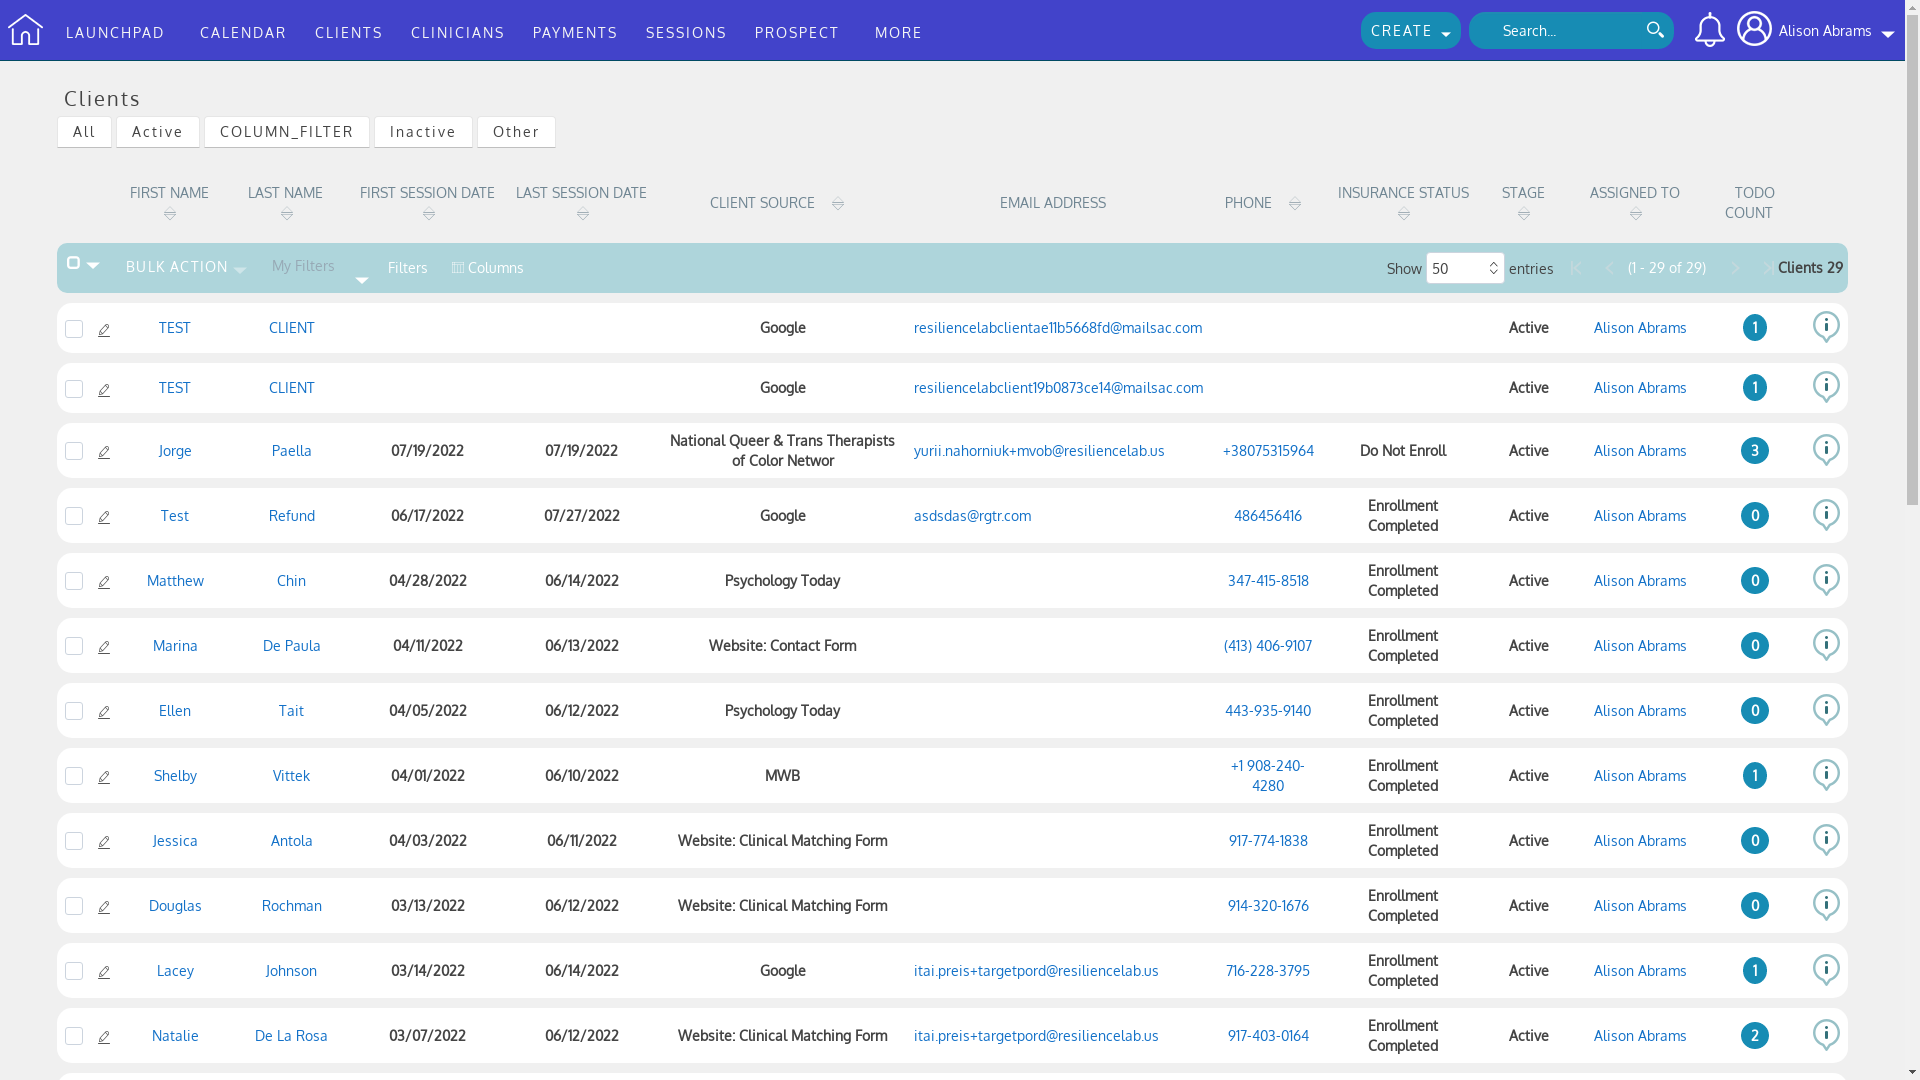 LAUNCHPAD CALENDAR CLIENTS CLINICIANS PAYMENTS SESSIONS PROSPECT MORE CREATE Search... Alison Abrams
Clients
All Active COLUMN_FILTER Inactive Other
FIRST NAME LAST NAME FIRST SESSION DATE LAST SESSION DATE CLIENT SOURCE EMAIL ADDRESS PHONE INSURANCE STATUS STAGE ASSIGNED TO TODO
COUNT
BULK ACTION My Filters Filters Columns Show 50 entries (1 - 29 of 29) Clients 29
TEST CLIENT Google resiliencelabclientae11b5668fd@mailsac.com Active Alison Abrams 1
TEST CLIENT Google resiliencelabclient19b0873ce14@mailsac.com Active Alison Abrams 1
Jorge Paella 07/19/2022 07/19/2022 National Queer & Trans Therapists
of Color Networ yurii.nahorniuk+mvob@resiliencelab.us +38075315964 Do Not Enroll Active Alison Abrams 3
Test Refund 06/17/2022 07/27/2022 Google asdsdas@rgtr.com 486456416 Enrollment
Completed Active Alison Abrams 0
Matthew Chin 04/28/2022 06/14/2022 Psychology Today 347-415-8518 Enrollment
Completed Active Alison Abrams 0
Marina De Paula 04/11/2022 06/13/2022 Website: Contact Form (413) 406-9107 Enrollment
Completed Active Alison Abrams 0
Ellen Tait 04/05/2022 06/12/2022 Psychology Today 443-935-9140 Enrollment
Completed Active Alison Abrams 0
Shelby Vittek 04/01/2022 06/10/2022 MWB +1 908-240-
4280 Enrollment
Completed Active Alison Abrams 1
Jessica Antola 04/03/2022 06/11/2022 Website: Clinical Matching Form 917-774-1838 Enrollment
Completed Active Alison Abrams 0
Douglas Rochman 03/13/2022 06/12/2022 Website: Clinical Matching Form 914-320-1676 Enrollment
Completed Active Alison Abrams 0
Lacey Johnson 03/14/2022 06/14/2022 Google itai.preis+targetpord@resiliencelab.us 716-228-3795 Enrollment
Completed Active Alison Abrams 1
Natalie De La Rosa 03/07/2022 06/12/2022 Website: Clinical Matching Form itai.preis+targetpord@resiliencelab.us 917-403-0164 Enrollment
Completed Active Alison Abrams 2